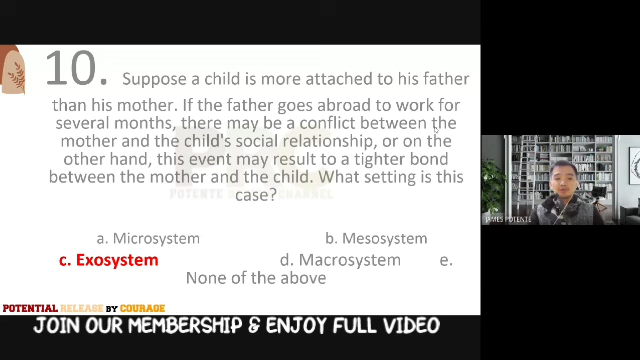 10. Suppose a child is more attached to his father
than his mother. If the father goes abroad to work for
several months, there may be a conflict between the
mother and the child's social relationship, or on the
other hand, this event may result to a tighter bond
between the mother and the child. What setting is this
case?
a. Microsystem b. Mesosystem
c. Exosystem d. Macrosystem e.
None of the above
JAMES POTENTE
POTENTIAL RELEASE BY COURAGE
JOIN OUR MEMBERSHIP & ENJOY FULL VIDEO